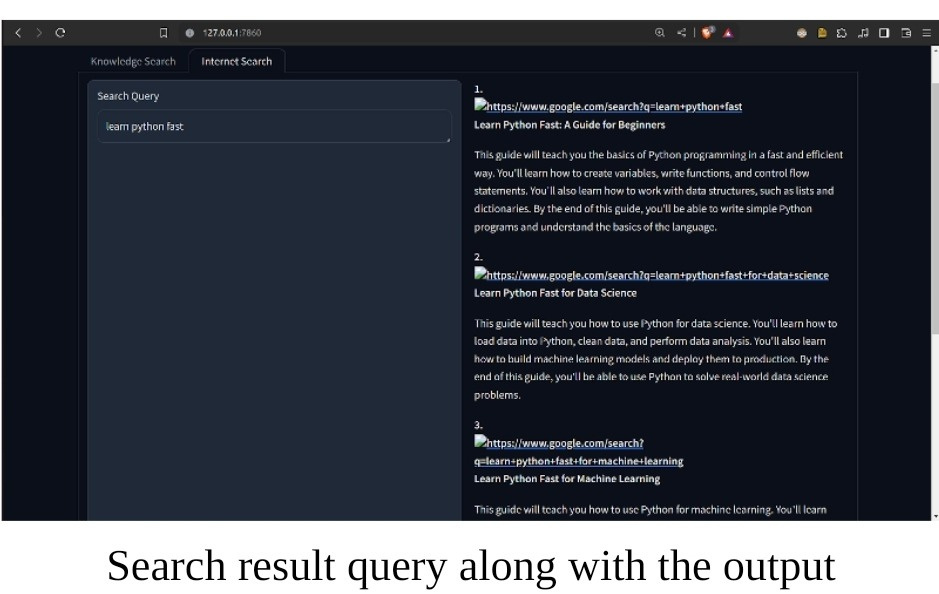 127.0.0.1:7860
Knowledge Search
Internet Search
Search Query
learn python fast
1.
https://www.google.com/search?q=learn+python+fast
Learn Python Fast: A Guide for Beginners
This guide will teach you the basics of Python programming in a fast and efficient
way. You'll learn how to create variables, write functions, and control flow
statements. You'll also learn how to work with data structures, such as lists and
dictionaries. By the end of this guide, you'll be able to write simple Python
programs and understand the basics of the language.
2.
https://www.google.com/search?q=learn+python+fast+for+data+science
Learn Python Fast for Data Science
This guide will teach you how to use Python for data science. You'll learn how to
load data into Python, clean data, and perform data analysis. You'll also learn
how to build machine learning models and deploy them to production. By the
end of this guide, you'll be able to use Python to solve real-world data science
problems.
3.
https://www.google.com/search?
q=learn+python+fast+for+machine+learning
Learn Python Fast for Machine Learning
This guide will teach you how to use Python for machine learning. You'll learn
Search result query along with the output